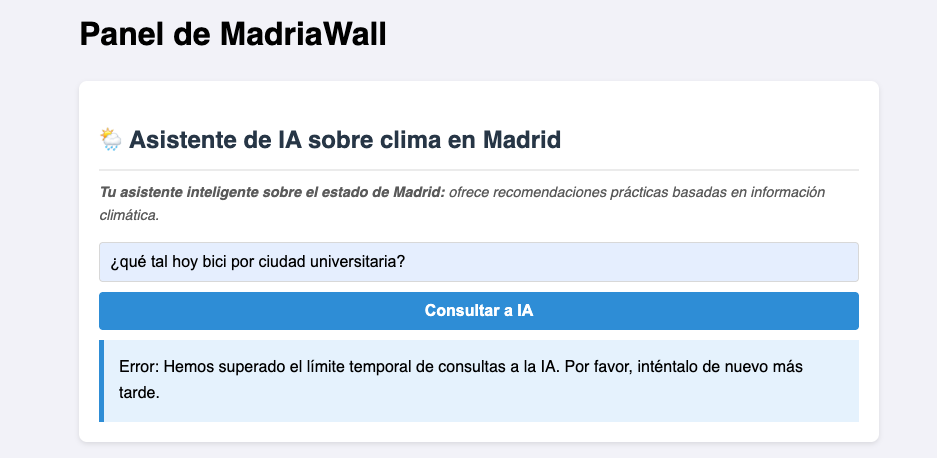 Panel de MadriaWall
🌦️ Asistente de IA sobre clima en Madrid
Tu asistente inteligente sobre el estado de Madrid: ofrece recomendaciones prácticas basadas en información
climática.
¿qué tal hoy bici por ciudad universitaria?
Consultar a IA
Error: Hemos superado el límite temporal de consultas a la IA. Por favor, inténtalo de nuevo más
tarde.